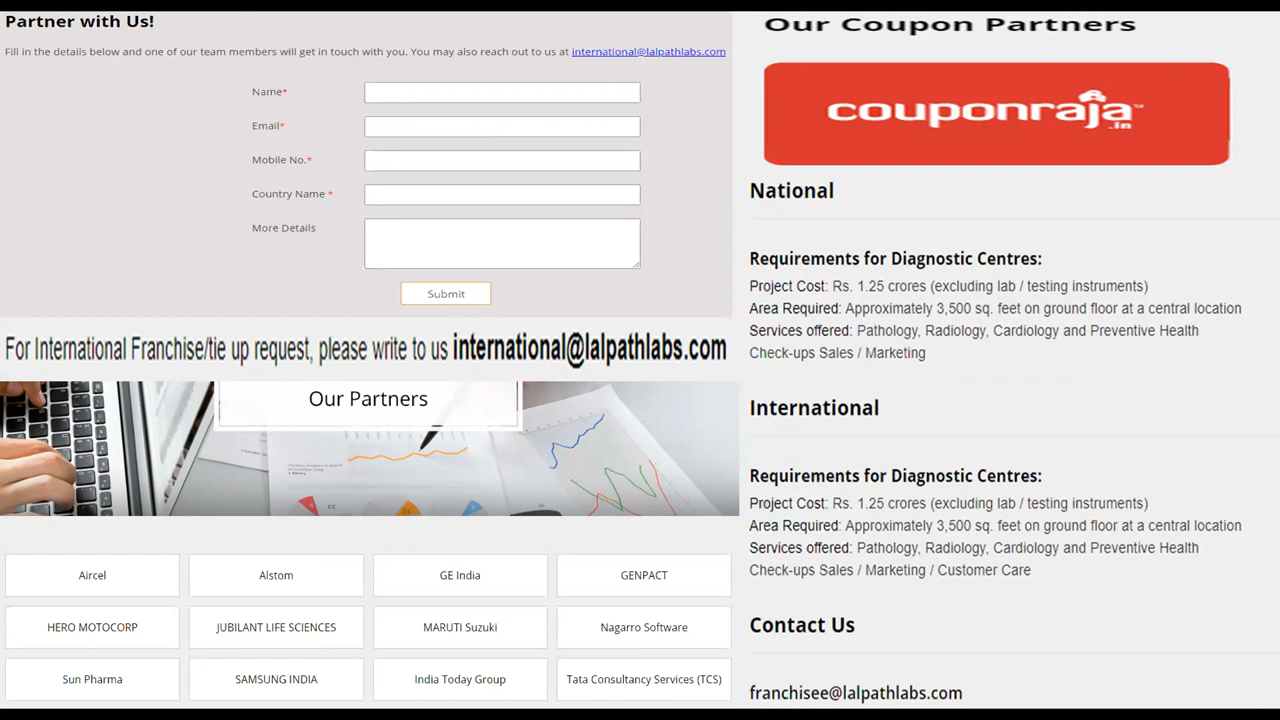 Partner with Us!
Fill in the details below and one of our team members will get in touch with you. You may also reach out to us at international@lalpathlabs.com
Name*
Email*
Mobile No.*
Country Name *
More Details
Submit
For International Franchise/tie up request, please write to us international@lalpathlabs.com
Our Partners
Aircel
Alstom
GE India
GENPACT
HERO MOTOCORP
JUBILANT LIFE SCIENCES
MARUTI Suzuki
Nagarro Software
Sun Pharma
SAMSUNG INDIA
India Today Group
Tata Consultancy Services (TCS)
Our Coupon Partners
couponraja™
.in
National
Requirements for Diagnostic Centres:
Project Cost: Rs. 1.25 crores (excluding lab / testing instruments)
Area Required: Approximately 3,500 sq. feet on ground floor at a central location
Services offered: Pathology, Radiology, Cardiology and Preventive Health
Check-ups Sales / Marketing
International
Requirements for Diagnostic Centres:
Project Cost: Rs. 1.25 crores (excluding lab / testing instruments)
Area Required: Approximately 3,500 sq. feet on ground floor at a central location
Services offered: Pathology, Radiology, Cardiology and Preventive Health
Check-ups Sales / Marketing / Customer Care
Contact Us
franchisee@lalpathlabs.com